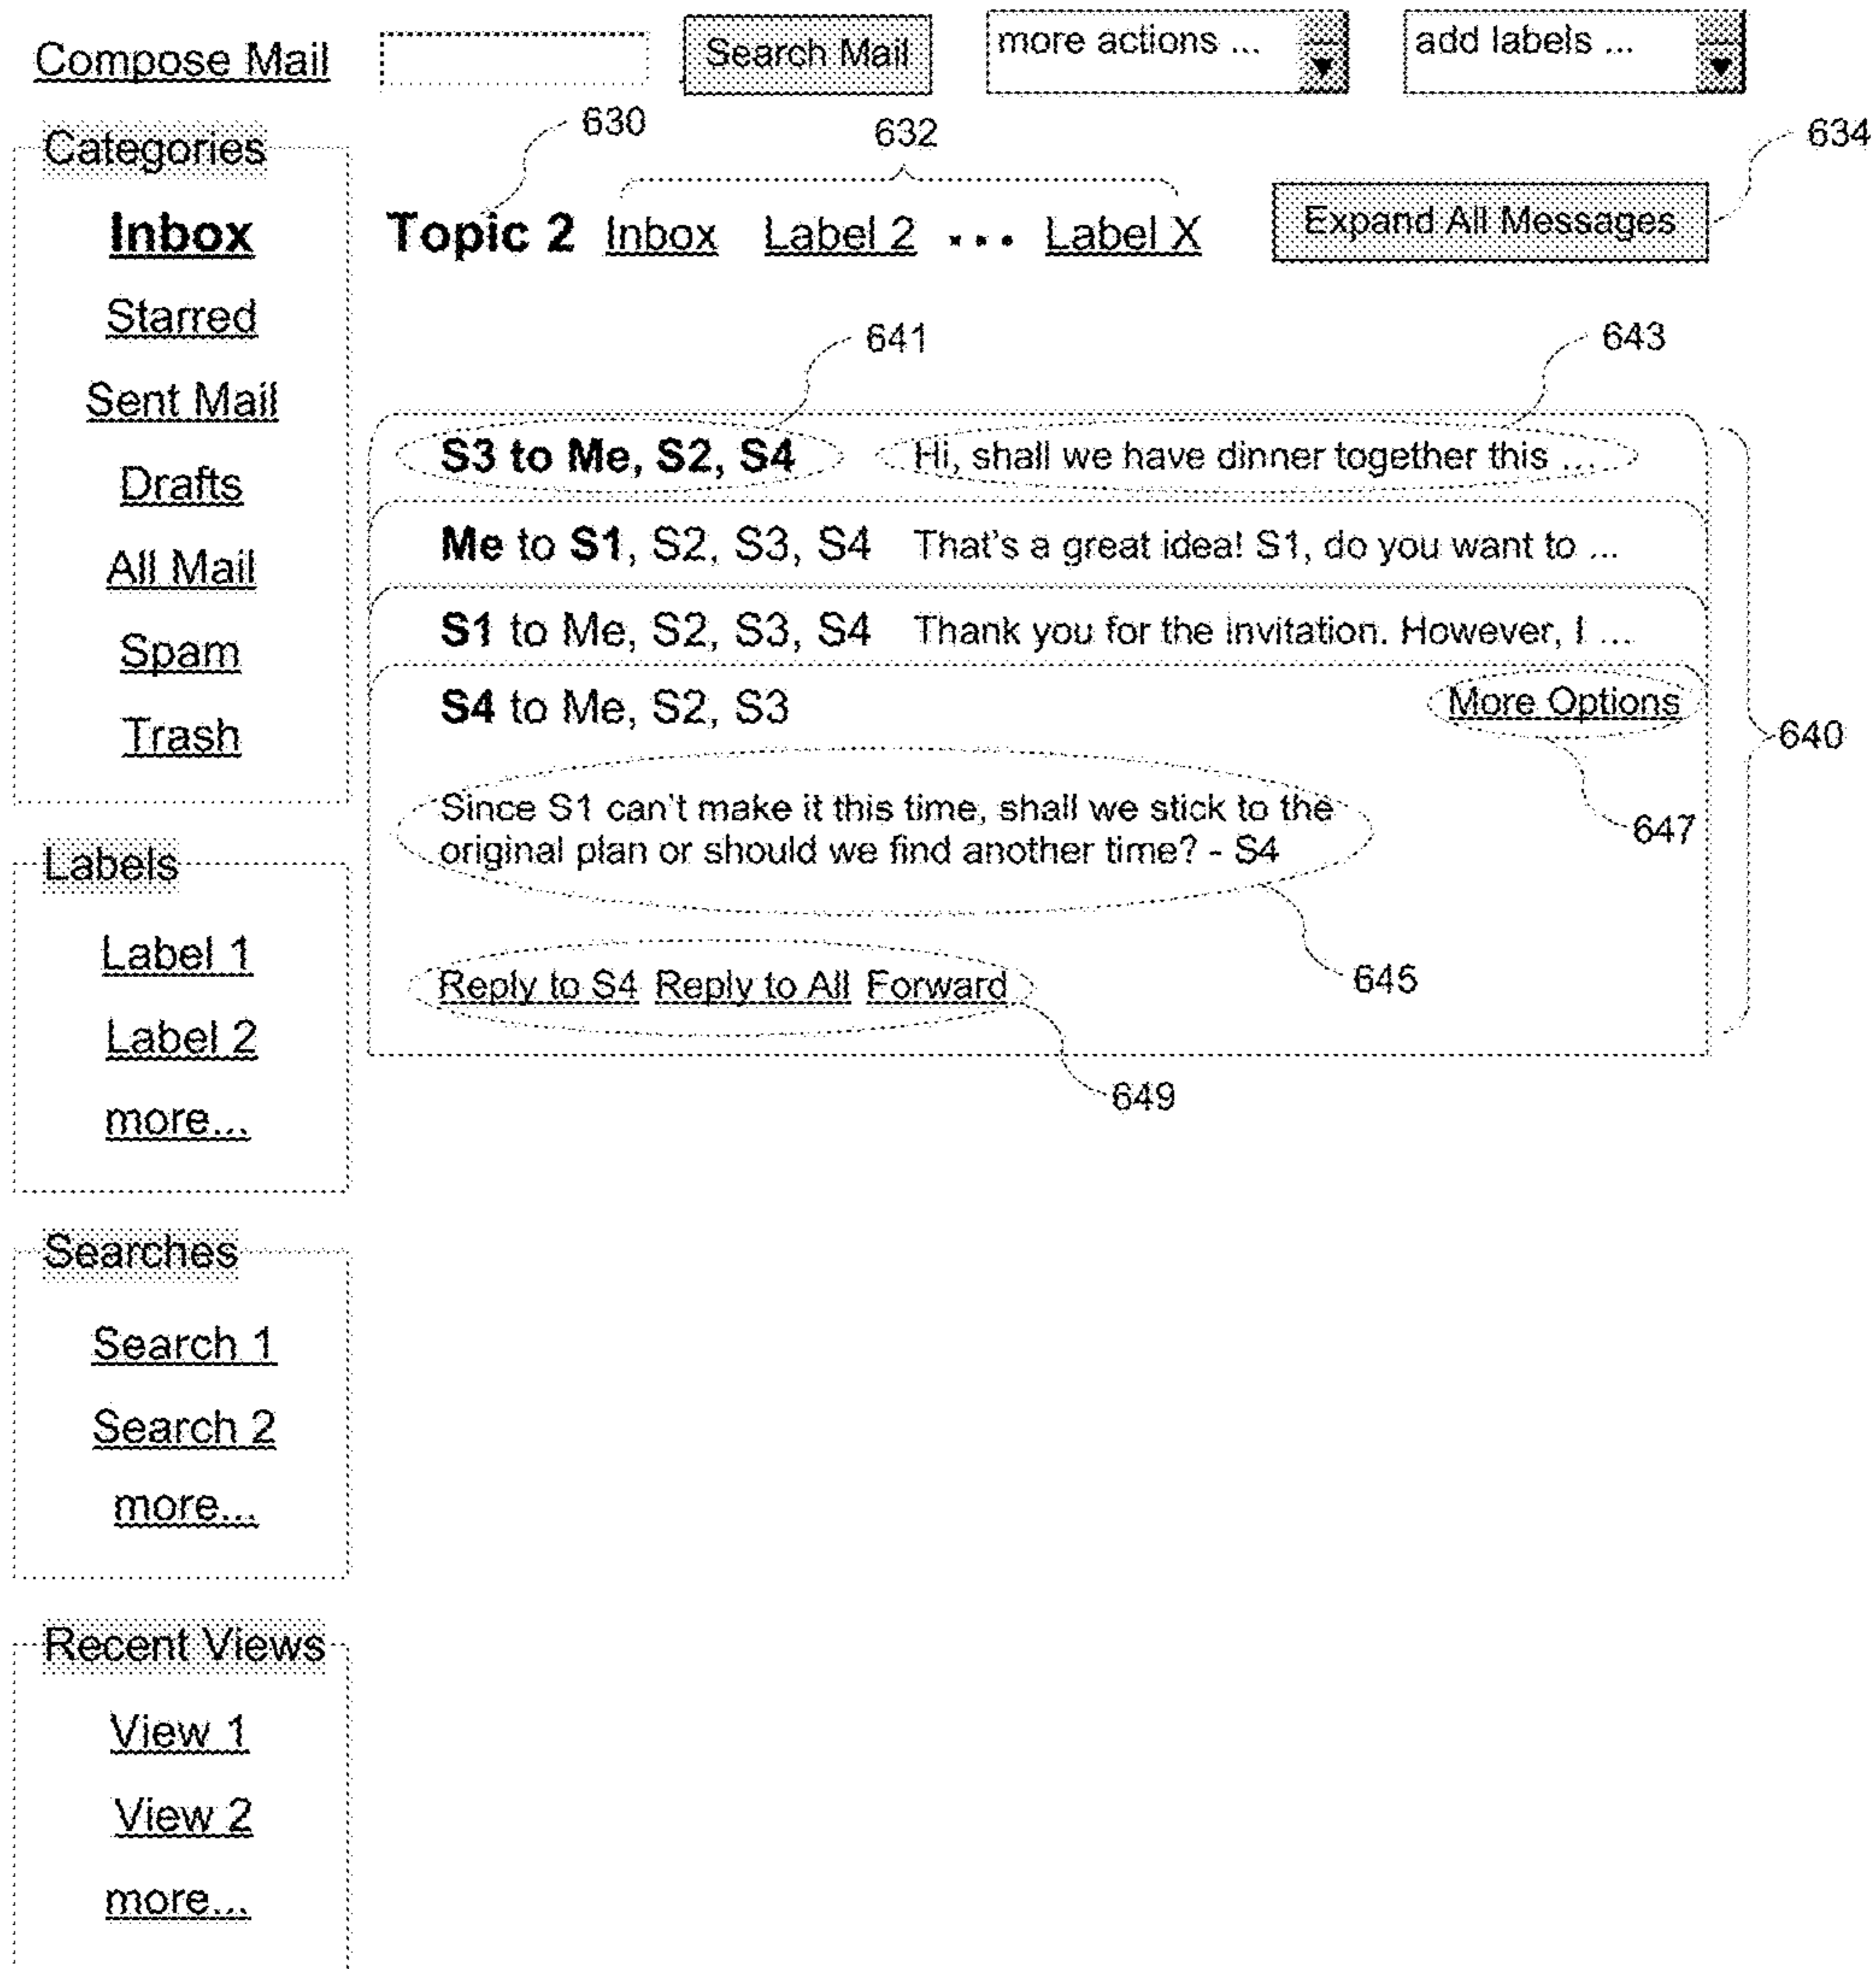 Compose Mail Search Mail more actions ... add labels ...
630 632 634
Categories
Inbox
Starred
Sent Mail
Drafts
All Mail
Spam
Trash
Topic 2 Inbox Label 2 ... Label X Expand All Messages
641 643
S3 to Me, S2, S4 Hi, shall we have dinner together this ...
Me to S1, S2, S3, S4 That's a great idea! S1, do you want to ...
S1 to Me, S2, S3, S4 Thank you for the invitation. However, I ...
S4 to Me, S2, S3 More Options
640
Since S1 can't make it this time, shall we stick to the
original plan or should we find another time? - S4
647
645
Reply to S4 Reply to All Forward
649
Labels
Label 1
Label 2
more...
Searches
Search 1
Search 2
more...
Recent Views
View 1
View 2
more...